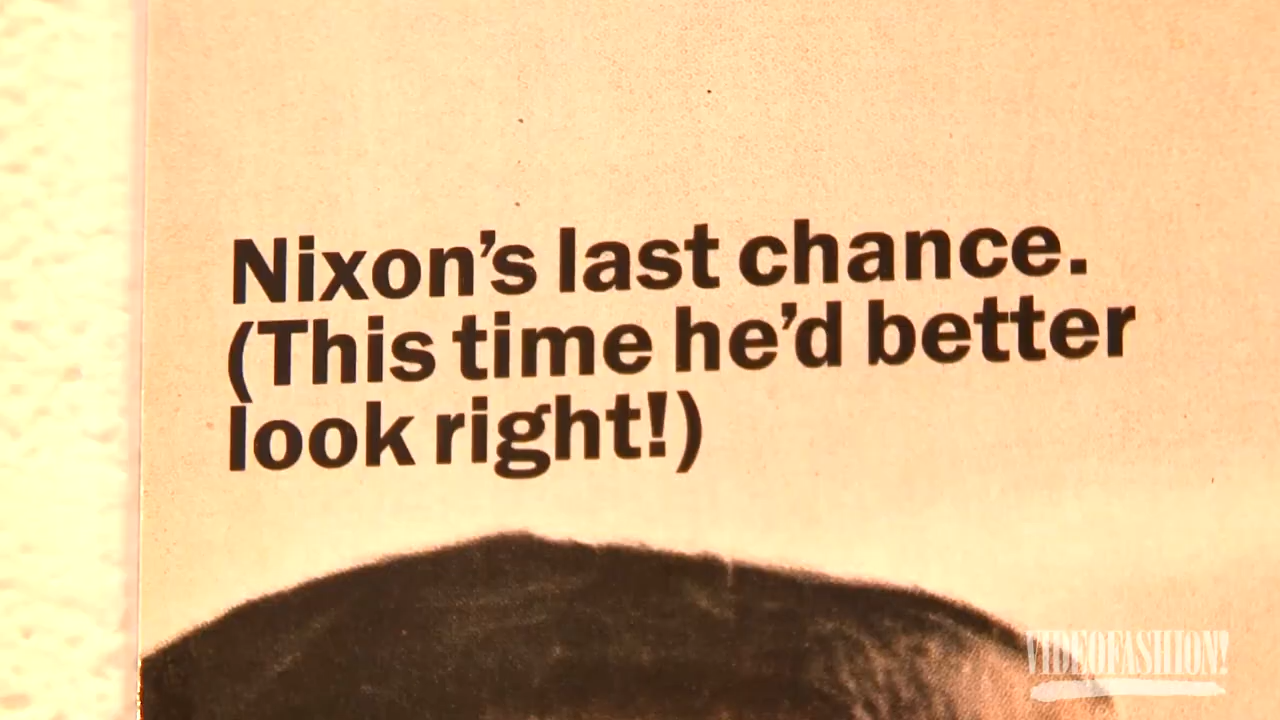 Nixon’s last chance.
(This time he’d better
look right!)
VIDEOFASHION!